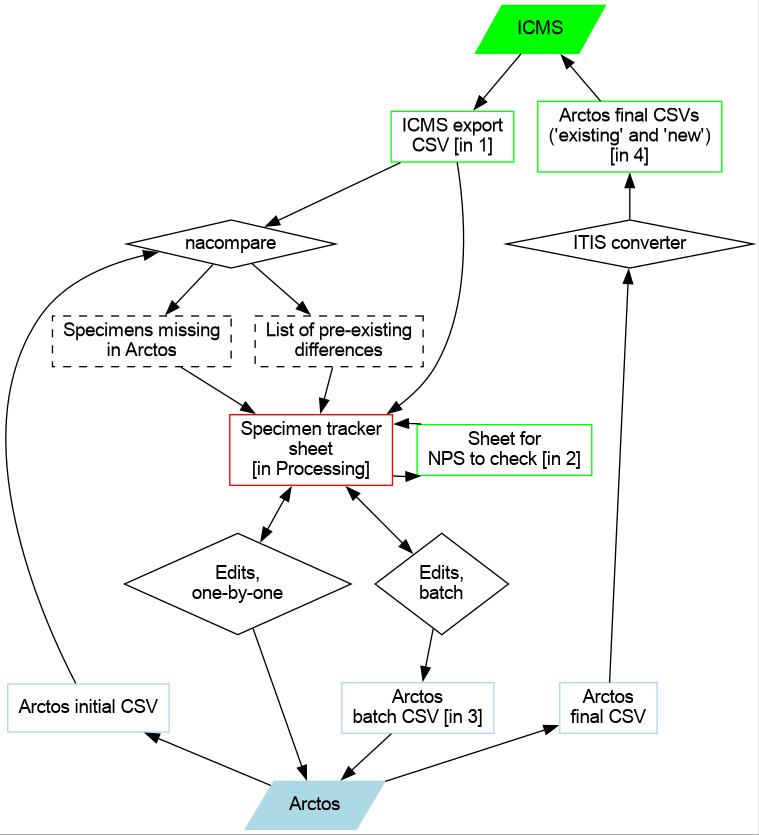 ICMS
ICMS export
CSV [in 1]
Arctos final CSVs
('existing' and 'new')
[in 4]
nacompare
ITIS converter
Specimens missing
in Arctos
List of pre-existing
differences
Specimen tracker
sheet
[in Processing]
Sheet for
NPS to check [in 2]
Edits,
one-by-one
Edits,
batch
Arctos initial CSV
Arctos
batch CSV [in 3]
Arctos
final CSV
Arctos